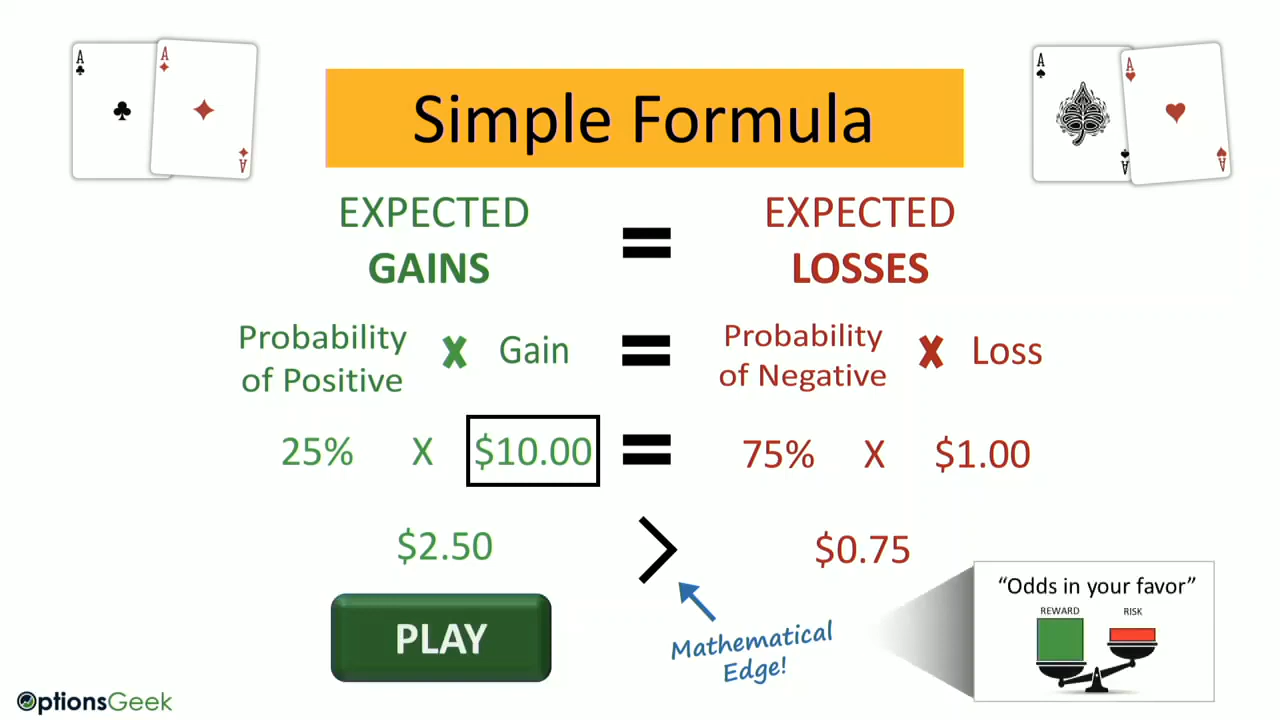 A
A
A
A
A
A
A
Simple Formula
EXPECTED
GAINS
=
EXPECTED
LOSSES
Probability
of Positive
X Gain
=
Probability
of Negative
X Loss
25% X $10.00 = 75% X $1.00
$2.50 > $0.75
PLAY
Mathematical
Edge!
“Odds in your favor”
REWARD RISK
OptionsGeek